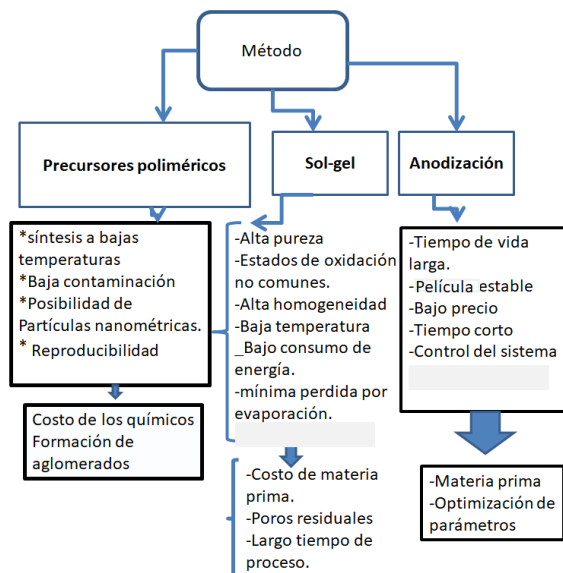 Método
Precursores poliméricos
Sol-gel
Anodización
*síntesis a bajas
temperaturas
*Baja contaminación
*Posibilidad de
Partículas nanométricas.
* Reproducibilidad
Costo de los químicos
Formación de
aglomerados
-Alta pureza
-Estados de oxidación
no comunes.
-Alta homogeneidad
-Baja temperatura
_Bajo consumo de
energía.
-mínima perdida por
evaporación.
-Costo de materia
prima.
-Poros residuales
-Largo tiempo de
proceso.
-Tiempo de vida
larga.
-Película estable
-Bajo precio
-Tiempo corto
-Control del sistema
-Materia prima
-Optimización de
parámetros